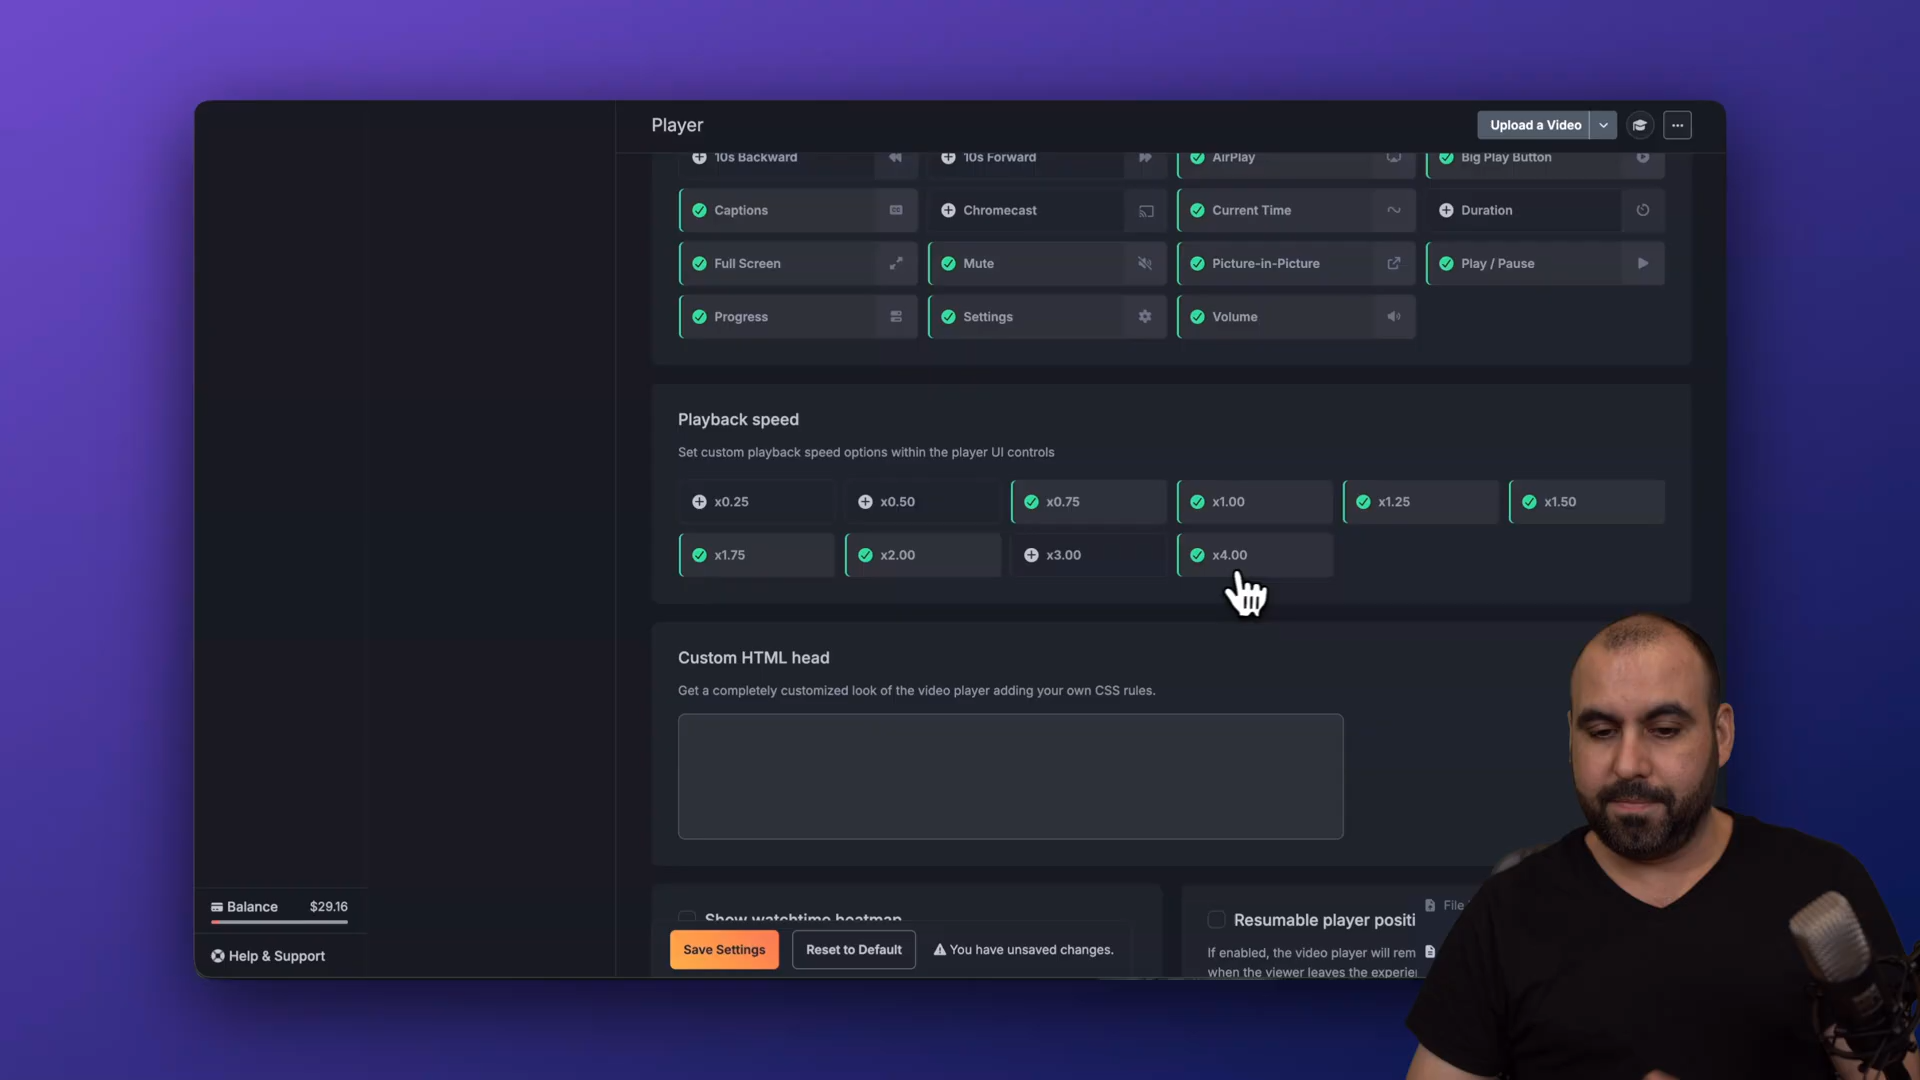 Player
Upload a Video
10s Backward
10s Forward
AirPlay
Big Play Button
Captions
Chromecast
Current Time
Duration
Full Screen
Mute
Picture-in-Picture
Play / Pause
Progress
Settings
Volume
Playback speed
Set custom playback speed options within the player UI controls
x0.25
x0.50
x0.75
x1.00
x1.25
x1.50
x1.75
x2.00
x3.00
x4.00
Custom HTML head
Get a completely customized look of the video player adding your own CSS rules.
Balance $29.16
Help & Support
Show watchtime heatmap
Save Settings
Reset to Default
You have unsaved changes.
File
Resumable player positi
If enabled, the video player will rem
when the viewer leaves the experie